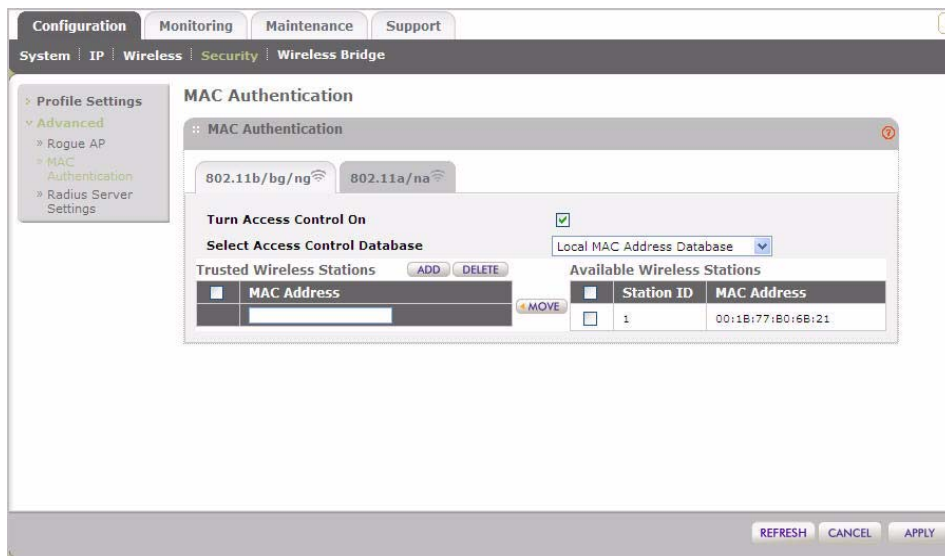 Configuration Monitoring Maintenance Support
System IP Wireless Security Wireless Bridge
Profile Settings
Advanced
Rogue AP
MAC
Authentication
Radius Server
Settings
MAC Authentication
MAC Authentication
802.11b/bg/ng 802.11a/na
Turn Access Control On
Select Access Control Database Local MAC Address Database
Trusted Wireless Stations ADD DELETE
MAC Address
MOVE
Available Wireless Stations
Station ID MAC Address
1 00:1B:77:B0:6B:21
REFRESH CANCEL APPLY